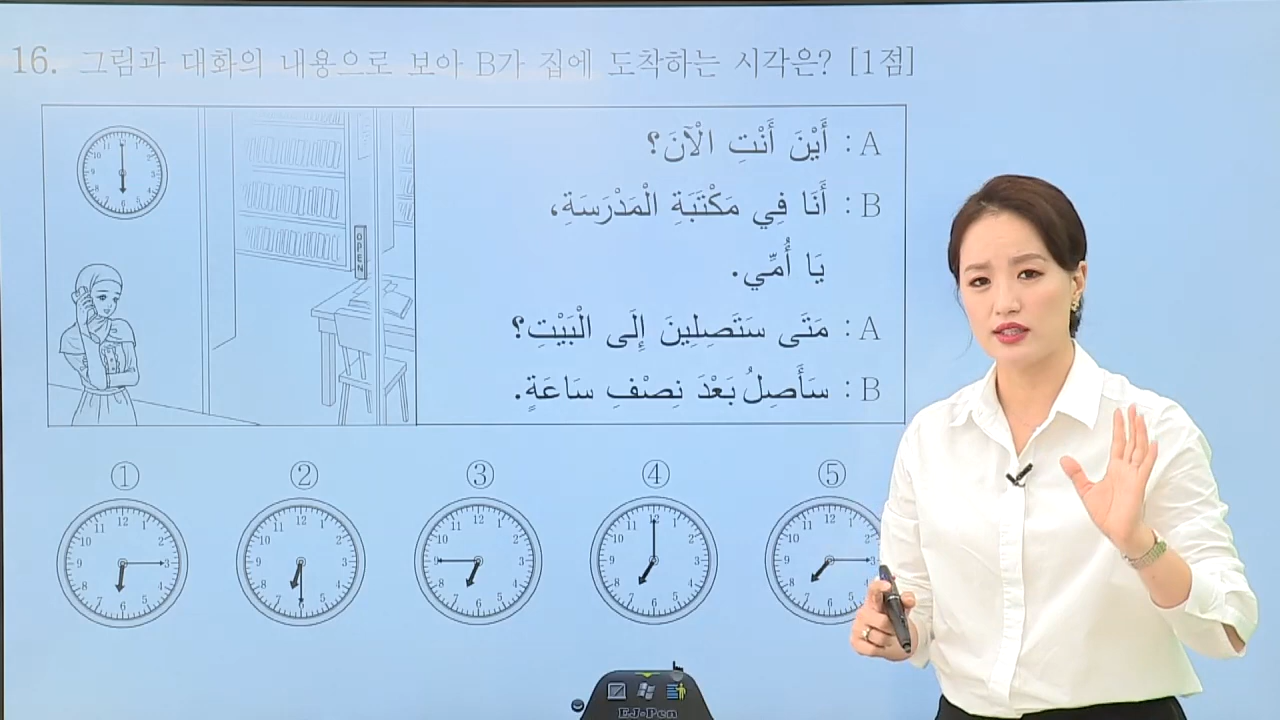 16. 그림과 대화의 내용으로 보아 B가 집에 도착하는 시각은? [1점]
OPEN
A : أَيْنَ أَنْتِ الْآنَ؟
B : أَنَا فِي مَكْتَبَةِ الْمَدْرَسَةِ،
يَا أُمِّي.
A : مَتَى سَتَصِلِينَ إِلَى الْبَيْتِ؟
B : سَأَصِلُ بَعْدَ نِصْفِ سَاعَةٍ.
① ② ③ ④ ⑤
EJ-Pen